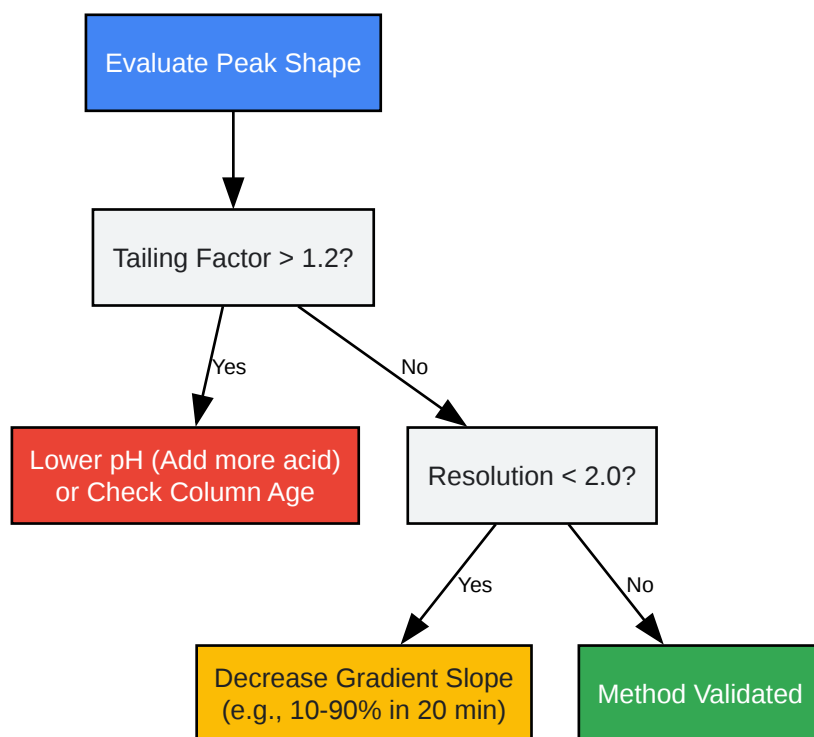 Evaluate Peak Shape
Tailing Factor > 1.2?
Yes
No
Lower pH (Add more acid)
or Check Column Age
Resolution < 2.0?
Yes
No
Decrease Gradient Slope
(e.g., 10-90% in 20 min)
Method Validated